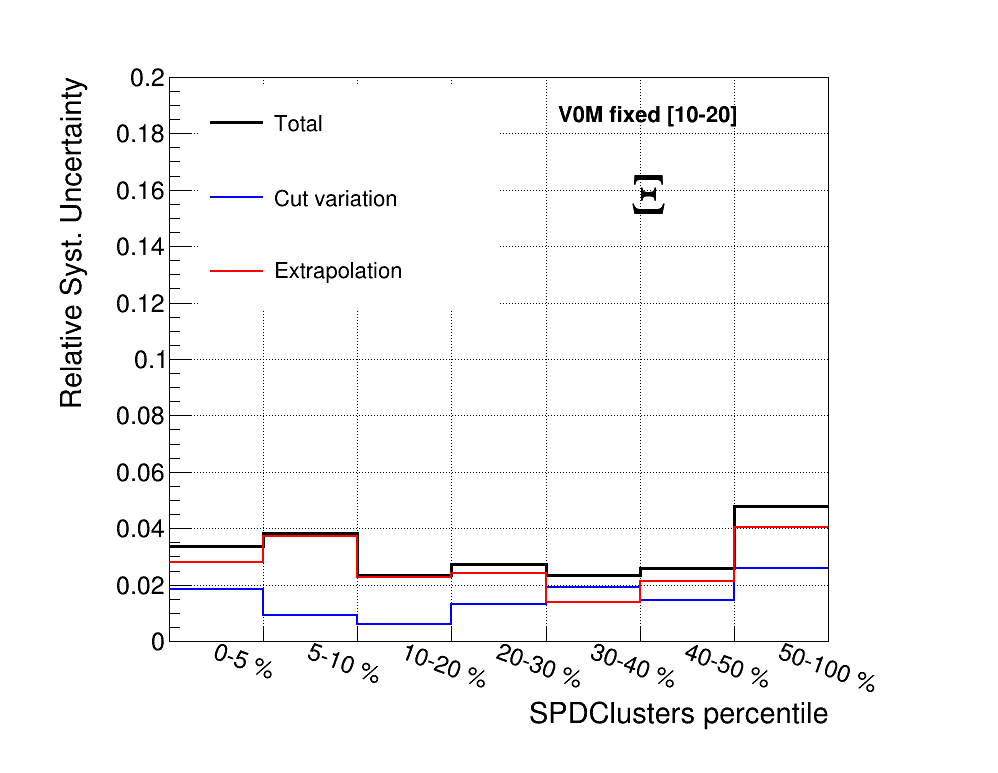 V0M fixed [10-20]
Total
Cut variation
Extrapolation
Ξ
Relative Syst. Uncertainty
0.2
0.18
0.16
0.14
0.12
0.1
0.08
0.06
0.04
0.02
0
0-5 %
5-10 %
10-20 %
20-30 %
30-40 %
40-50 %
50-100 %
SPDClusters percentile